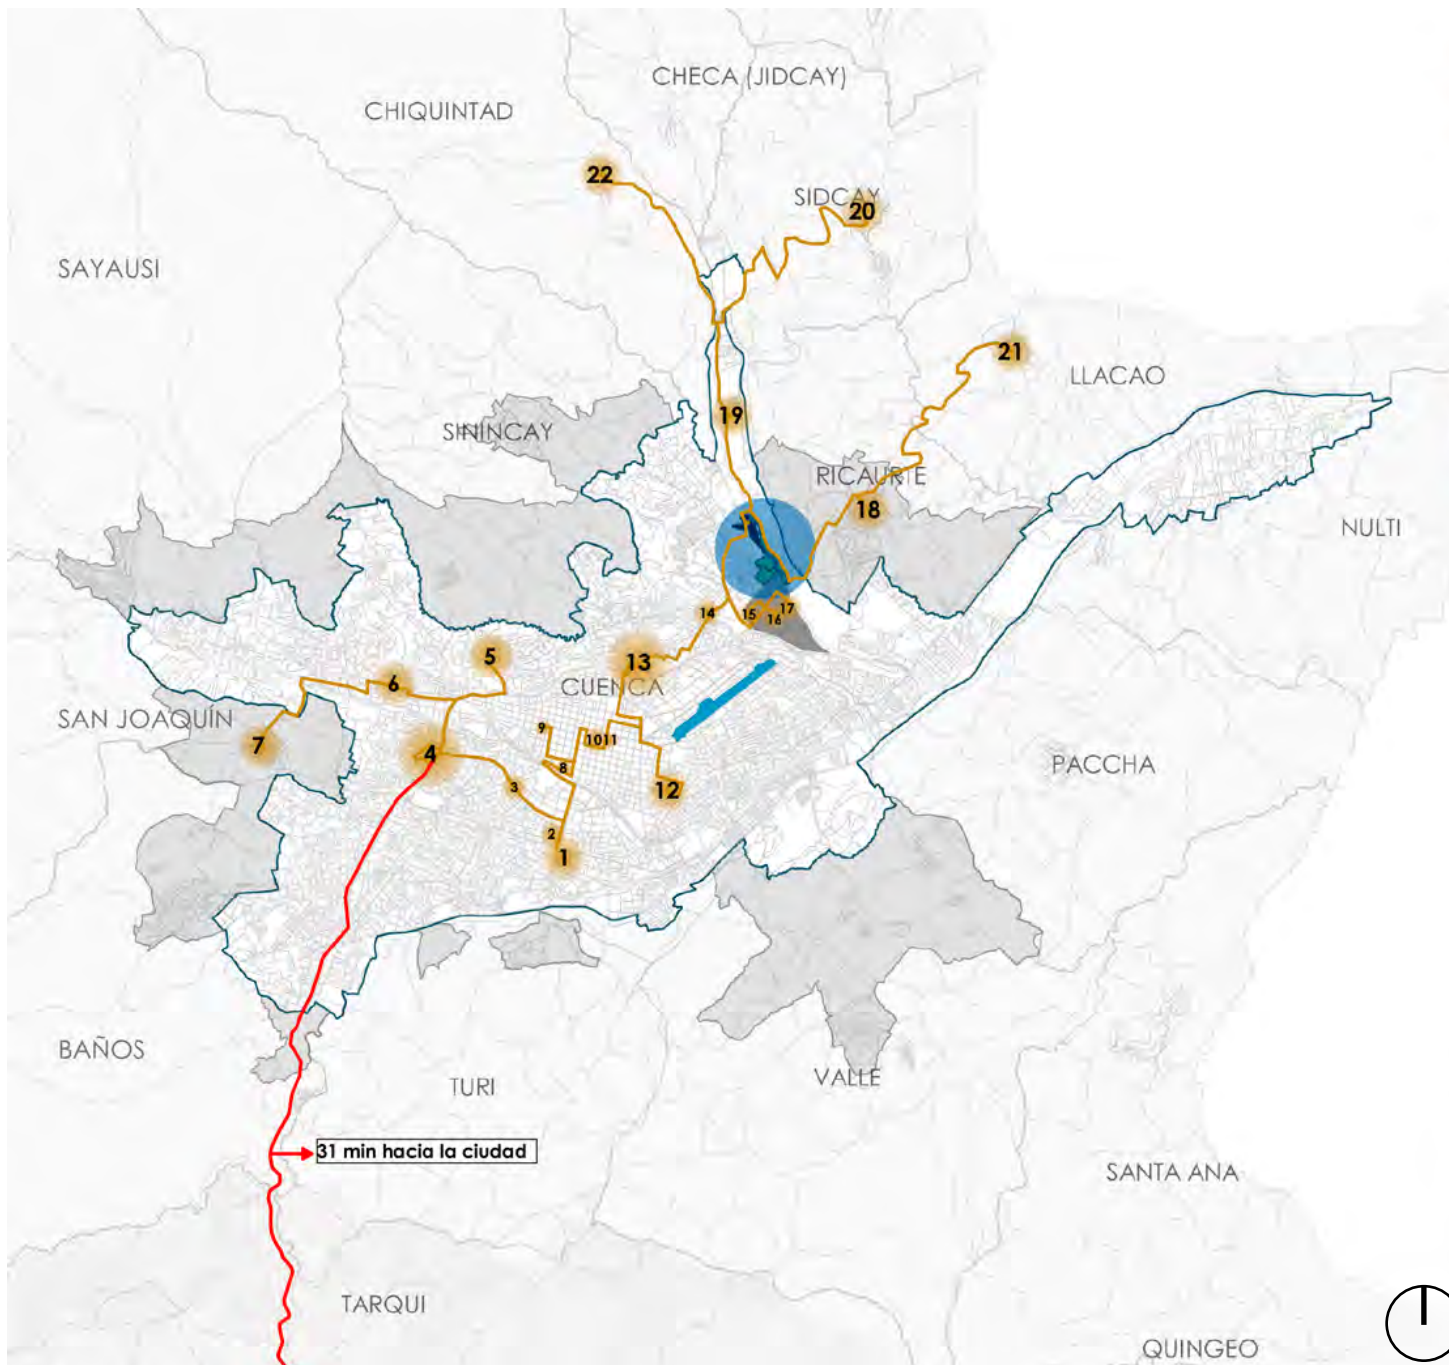 CHECA (JIDCAY)
CHIQUINTAD
22
SIDCAY
20
SAYAUSI
21
LLACAO
19
SININCAY
RICAURTE
18
NULTI
14
15
17
16
5
13
6
CUENCA
SAN JOAQUÍN
7
4
9
10
11
8
PACCHA
3
12
2
1
BAÑOS
TURI
VALLE
31 min hacia la ciudad
SANTA ANA
TARQUI
QUINGEO